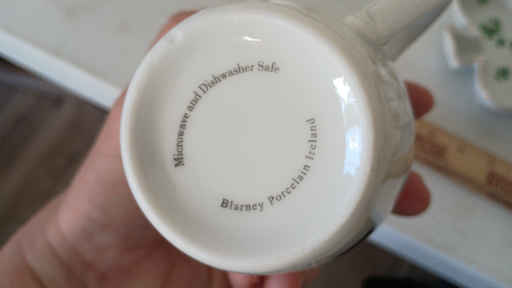 Microwave and Dishwasher Safe
Blarney Porcelain Ireland